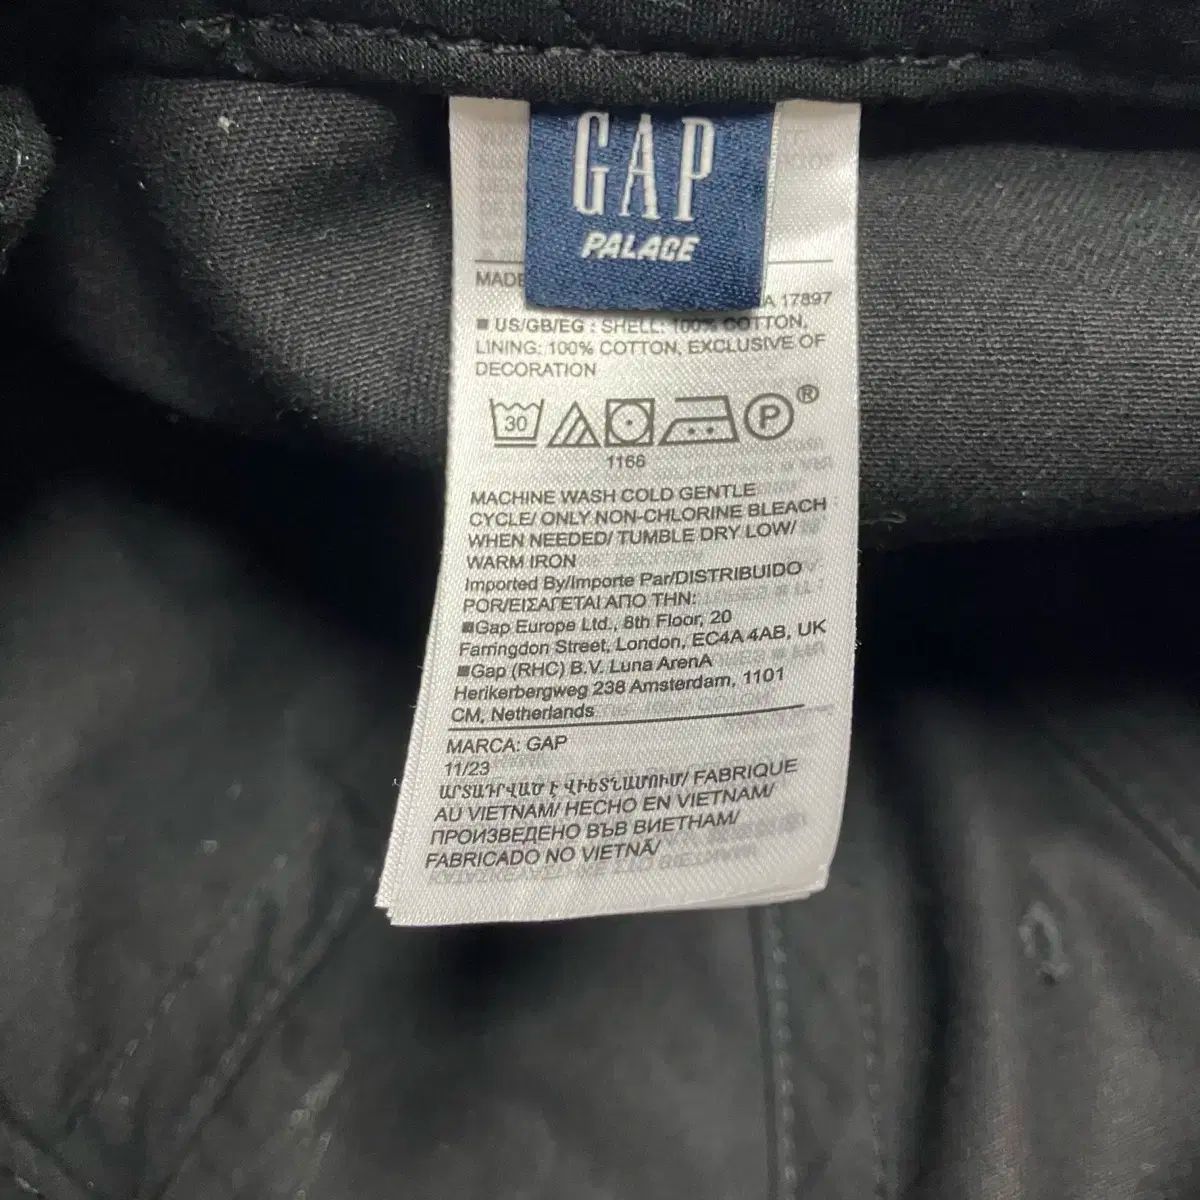 GAP
PALACE
MADE
A 17897
■ US/GB/EG : SHELL: 100% COTTON,
LINING: 100% COTTON, EXCLUSIVE OF
DECORATION
30
P ®
1166
MACHINE WASH COLD GENTLE
CYCLE/ ONLY NON-CHLORINE BLEACH
WHEN NEEDED/ TUMBLE DRY LOW/
WARM IRON
Imported By/Importe Par/DISTRIBUIDO
POR/ΕΙΣΑΓΕΤΑΙ ΑΠΟ ΤΗΝ:
■Gap Europe Ltd., 8th Floor, 20
Farringdon Street, London, EC4A 4AB, UK
■Gap (RHC) B.V. Luna ArenA
Herikerbergweg 238 Amsterdam, 1101
CM, Netherlands
MARCA: GAP
11/23
ԱՐՏԱԴՐՎԱԾ Է ՎԻԵՏՆԱՄՈՒՄ/ FABRIQUE
AU VIETNAM/ HECHO EN VIETNAM/
ПРОИЗВЕДЕНО ВЪВ ВИЕТНАМ/
FABRICADO NO VIETNÃ/